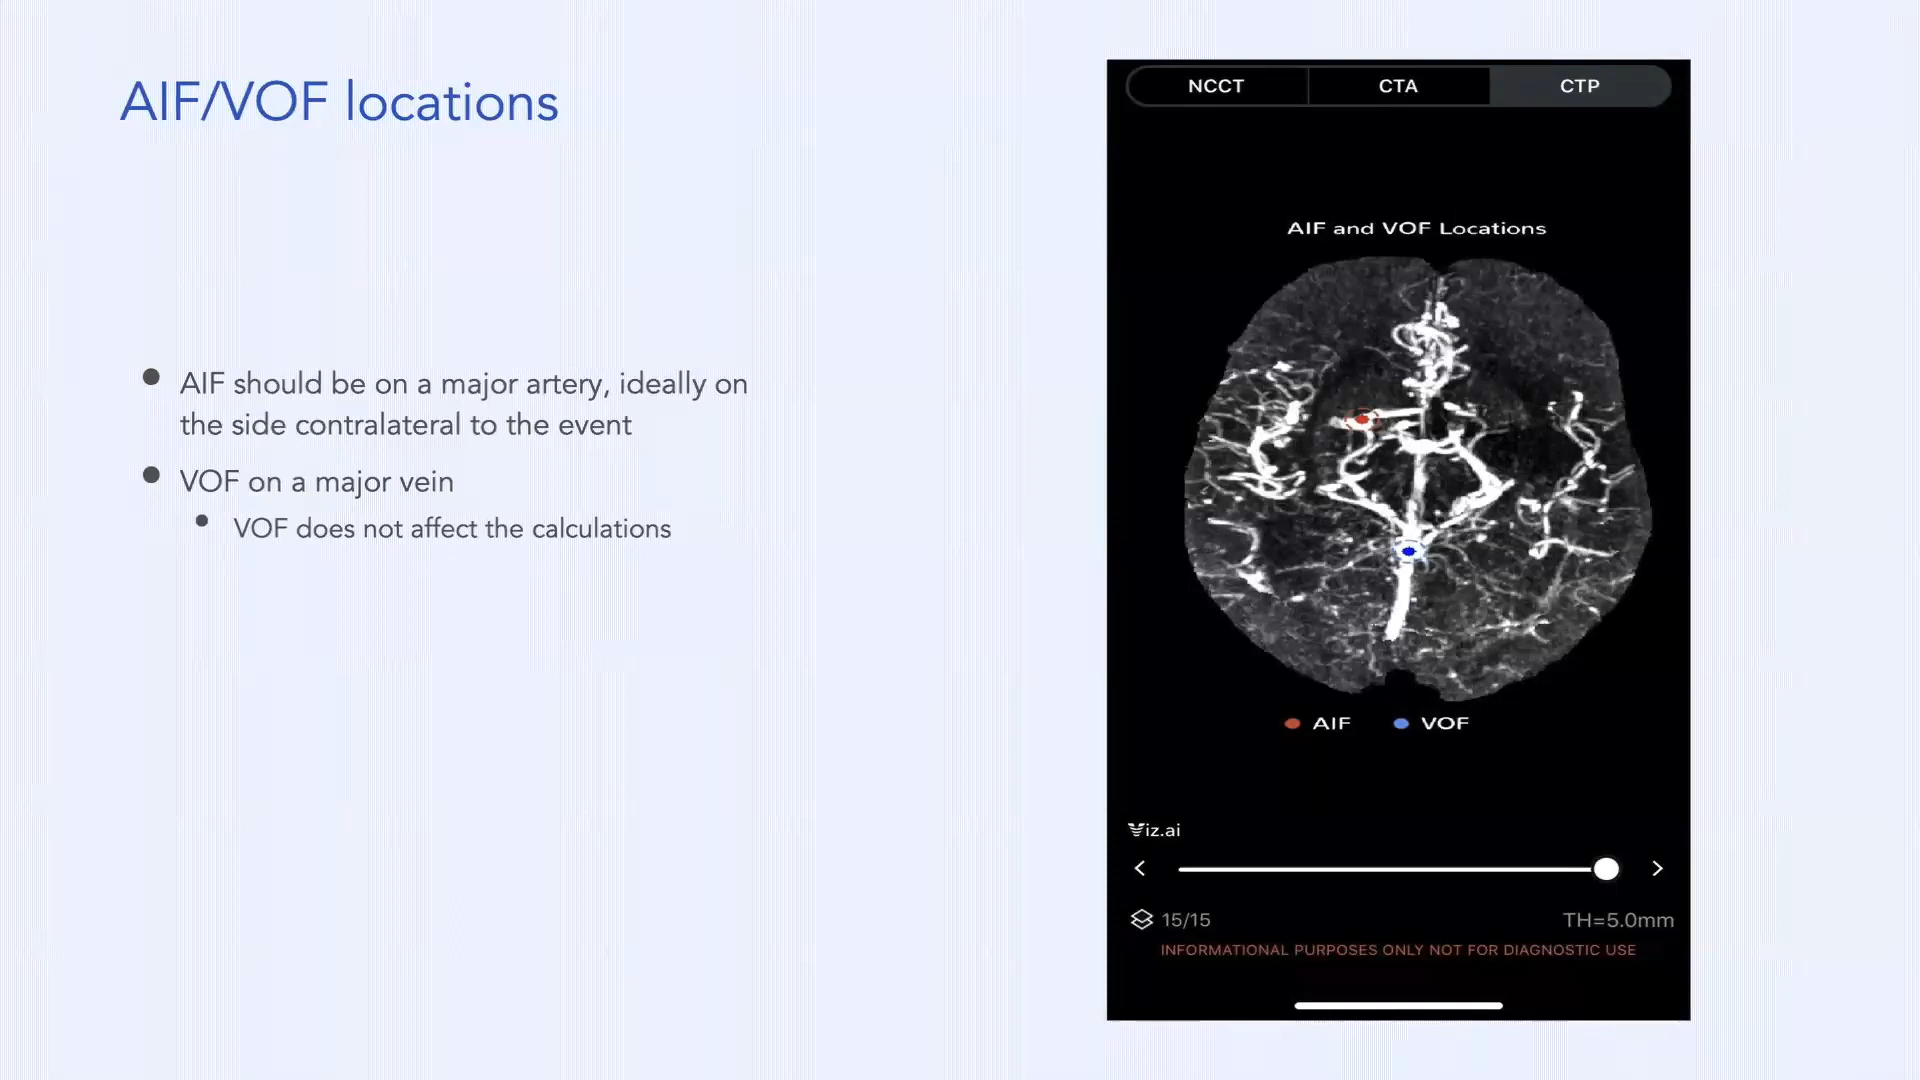 AIF/VOF locations
AIF should be on a major artery, ideally on
the side contralateral to the event
VOF on a major vein
VOF does not affect the calculations
NCCT CTA CTP
AIF and VOF Locations
AIF VOF
Viz.ai
15/15 TH=5.0mm
INFORMATIONAL PURPOSES ONLY NOT FOR DIAGNOSTIC USE